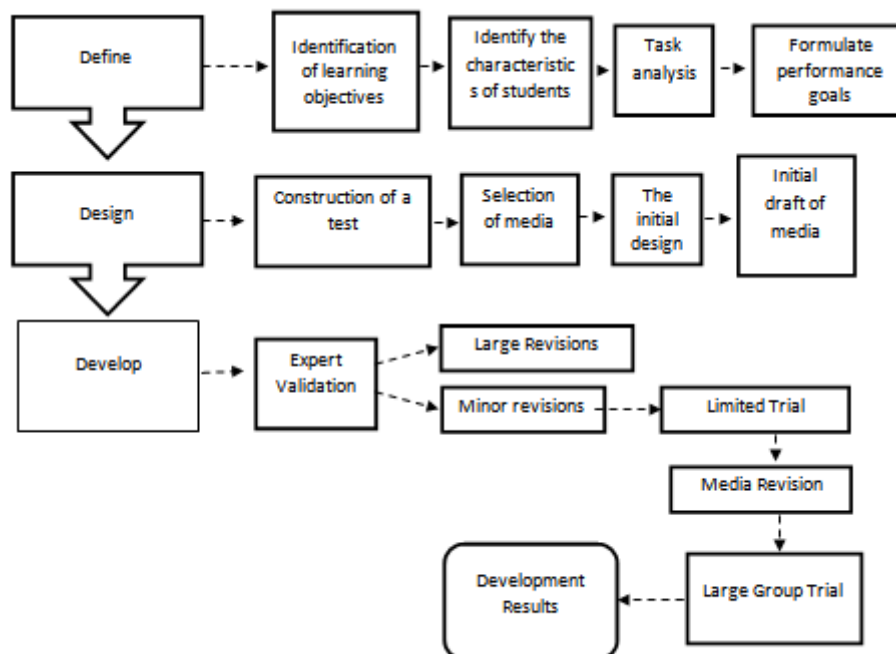 Define
Identification
of learning
objectives
Identify the
characteristic
s of students
Task
analysis
Formulate
performance
goals
Design
Construction of a
test
Selection
of media
The
initial
design
Initial
draft of
media
Develop
Expert
Validation
Large Revisions
Minor revisions
Limited Trial
Media Revision
Large Group Trial
Development
Results